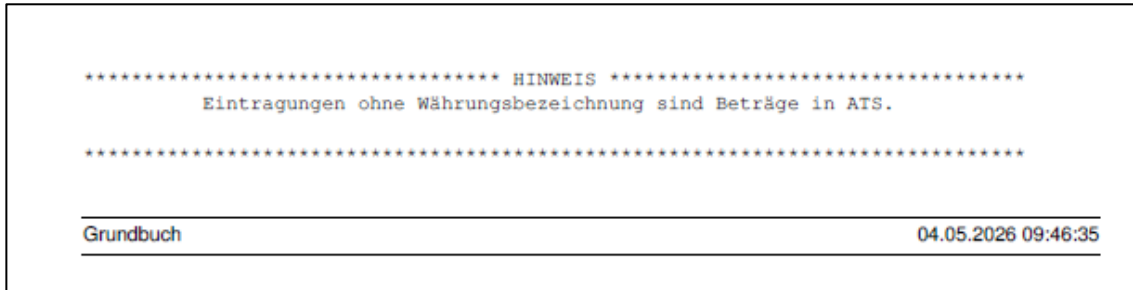 *********************************** HINWEIS ***********************************
Eintragungen ohne Währungsbezeichnung sind Beträge in ATS.
*******************************************************************************
Grundbuch 04.05.2026 09:46:35